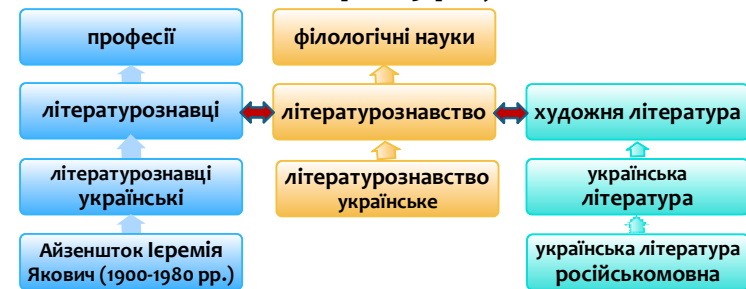 професії
філологічні науки
літературознавці
літературознавство
художня література
літературознавці
українські
літературознавство
українське
українська
література
Айзеншток Ієремія
Якович (1900-1980 рр.)
українська література
російськомовна